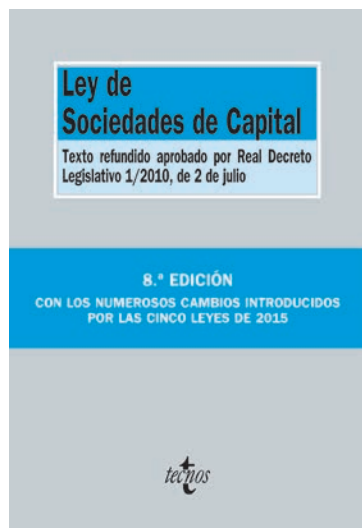 Ley de
Sociedades de Capital
Texto refundido aprobado por Real Decreto
Legislativo 1/2010, de 2 de julio
8.ª EDICIÓN
CON LOS NUMEROSOS CAMBIOS INTRODUCIDOS
POR LAS CINCO LEYES DE 2015
tecnos